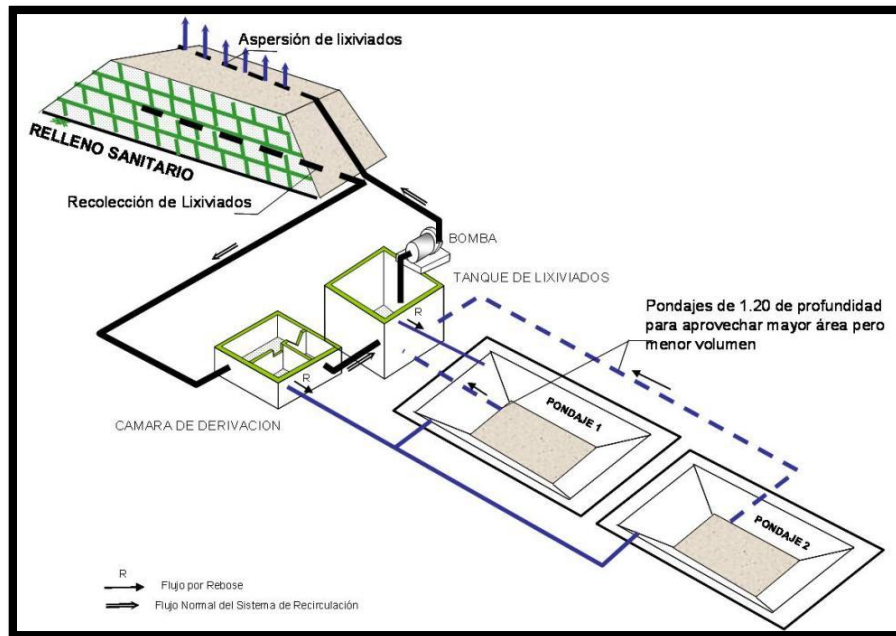 Aspersión de lixiviados
RELLENO SANITARIO
Recolección de Lixiviados
BOMBA
TANQUE DE LIXIVIADOS
R
Pondajes de 1.20 de profundidad
para aprovechar mayor área pero
menor volumen
R
CAMARA DE DERIVACION
PONDAJE 1
PONDAJE 2
R
Flujo por Rebose
Flujo Normal del Sistema de Recirculación